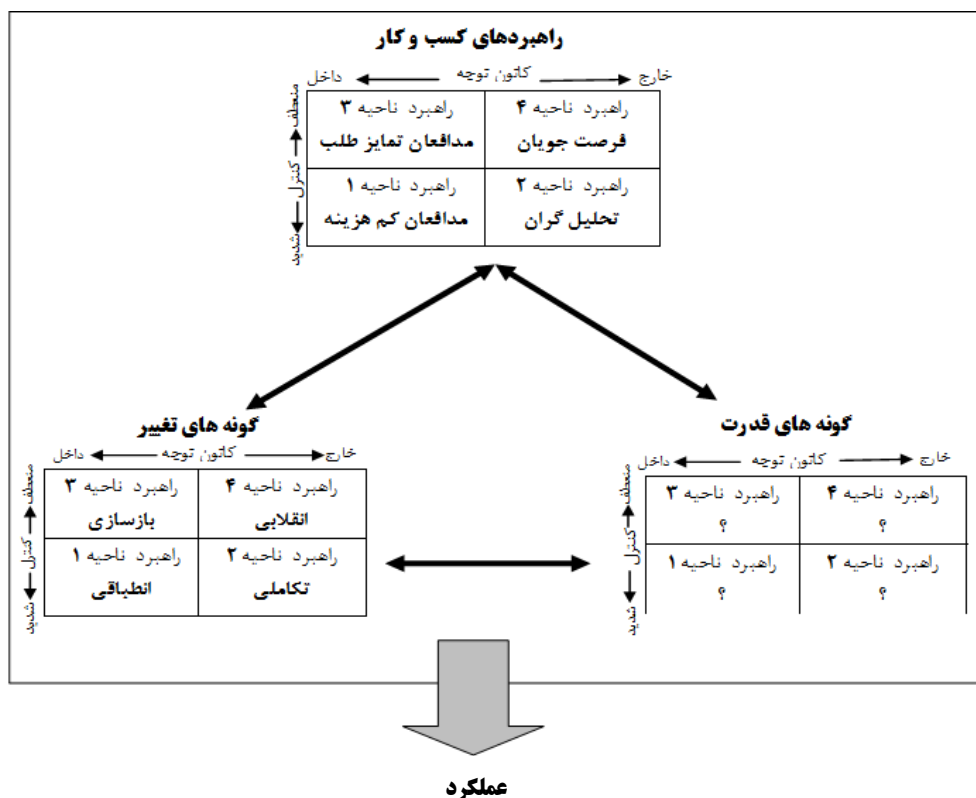 راهبردهای کسب و کار
خارج کانون توجه داخل
منعطف کنترل شدید
راهبرد ناحیه ۴
فرصت جویان
راهبرد ناحیه ۳
مدافعان تمایز طلب
راهبرد ناحیه ۲
تحلیل گران
راهبرد ناحیه ۱
مدافعان کم هزینه
گونه های قدرت
خارج کانون توچه داخل
منعطف کنترل شدید
راهبرد ناحیه ۴
؟
راهبرد ناحیه ۳
؟
راهبرد ناحیه ۲
؟
راهبرد ناحیه ۱
؟
گونه های تغییر
خارج کانون توجه داخل
منعطف کنترل شدید
راهبرد ناحیه ۴
انقلابی
راهبرد ناحیه ۳
بازسازی
راهبرد ناحیه ۲
تکاملی
راهبرد ناحیه ۱
انطباقی
عملکرد